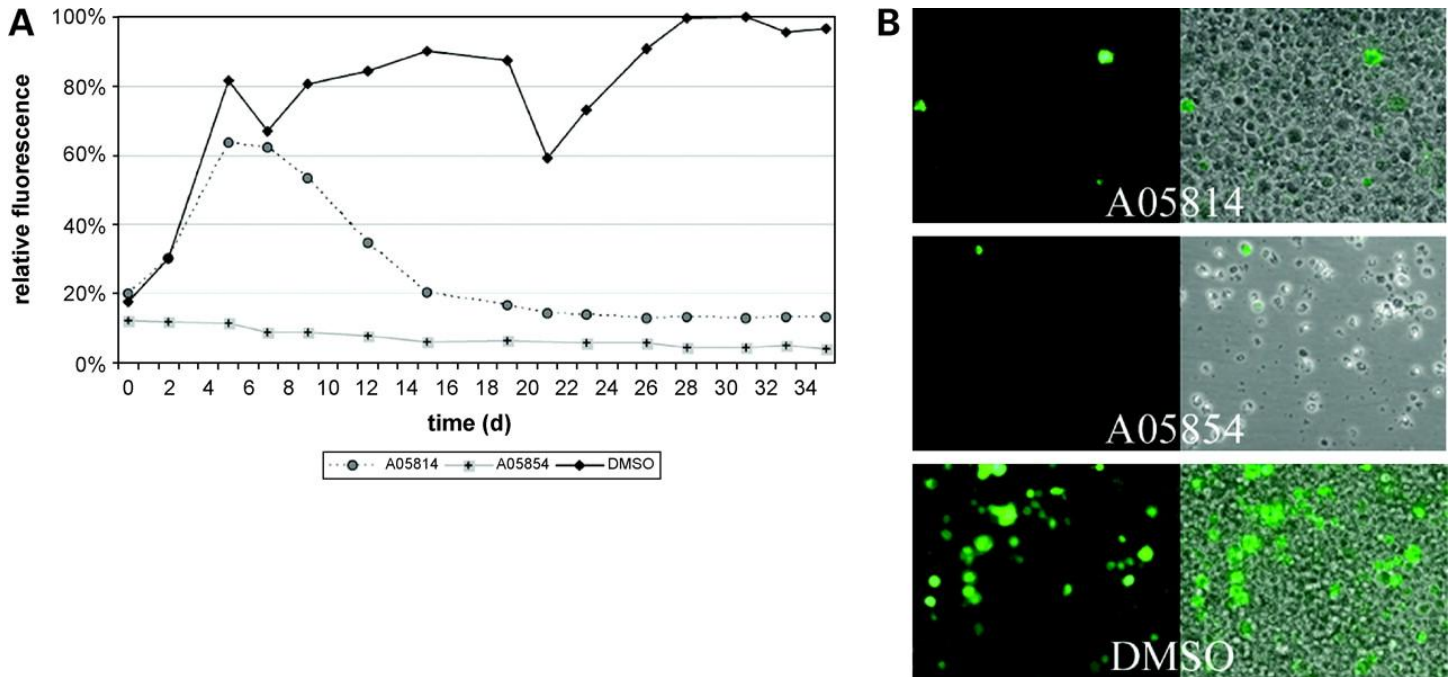 A
100%
80%
60%
40%
20%
0%
relative fluorescence
0 2 4 6 8 10 12 14 16 18 20 22 24 26 28 30 32 34
time (d)
A05814 A05854 DMSO
B
A05814
A05854
DMSO